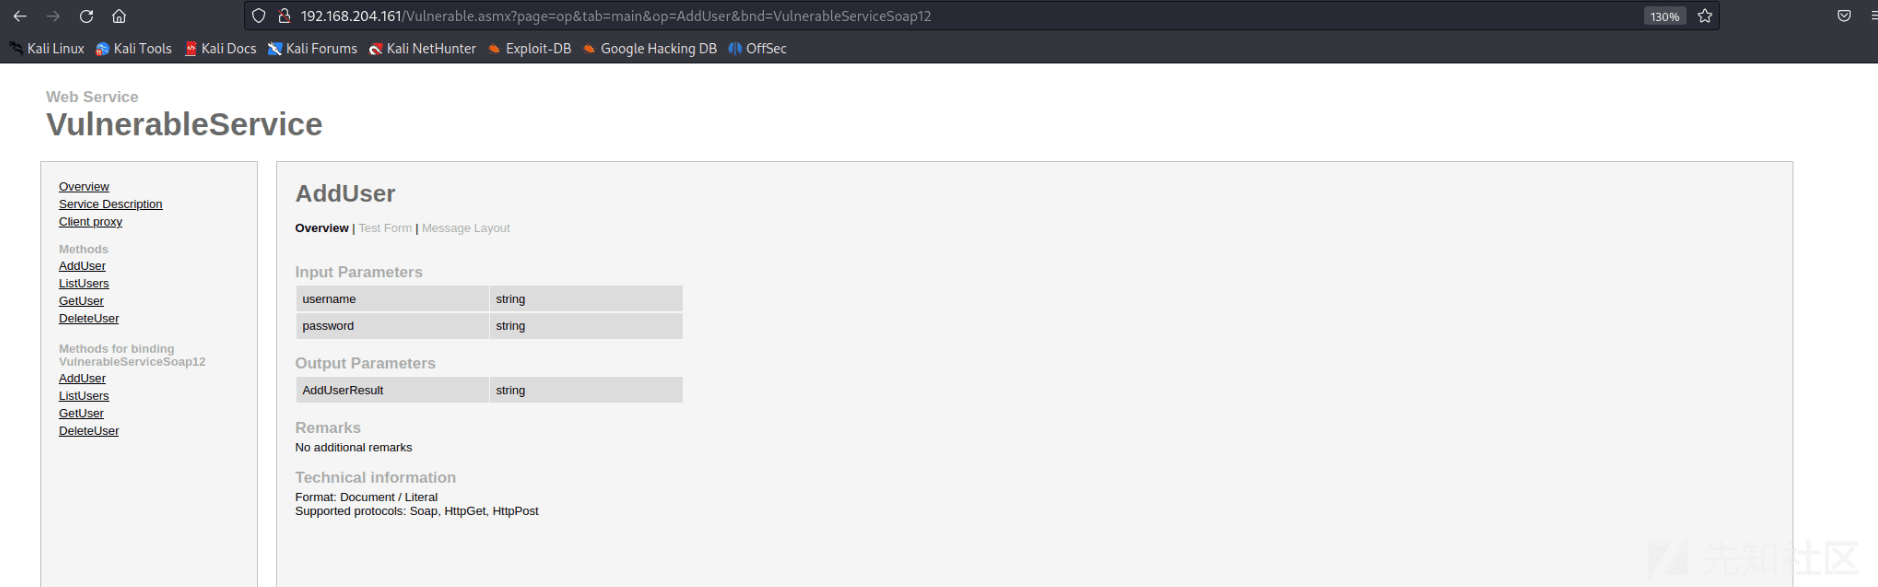 192.168.204.161/Vulnerable.asmx?page=op&tab=main&op=AddUser&bnd=VulnerableServiceSoap12
130%
Kali Linux Kali Tools Kali Docs Kali Forums Kali NetHunter Exploit-DB Google Hacking DB OffSec
Web Service
VulnerableService
Overview
Service Description
Client proxy
Methods
AddUser
ListUsers
GetUser
DeleteUser
Methods for binding
VulnerableServiceSoap12
AddUser
ListUsers
GetUser
DeleteUser
AddUser
Overview | Test Form | Message Layout
Input Parameters
username string
password string
Output Parameters
AddUserResult string
Remarks
No additional remarks
Technical information
Format: Document / Literal
Supported protocols: Soap, HttpGet, HttpPost
先知社区